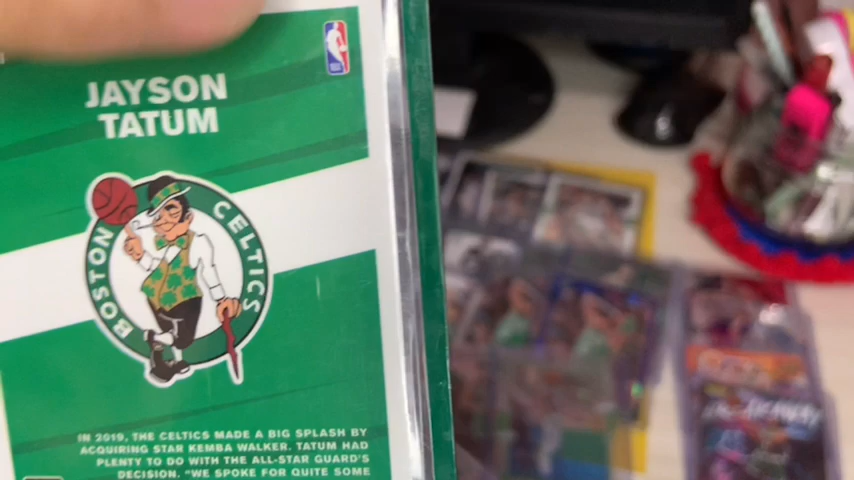 JAYSON
TATUM
BOSTON
CELTICS
IN 2019, THE CELTICS MADE A BIG SPLASH BY
ACQUIRING STAR KEMBA WALKER. TATUM HAD
PLENTY TO DO WITH THE ALL-STAR GUARD'S
DECISION. "WE SPOKE FOR QUITE SOME